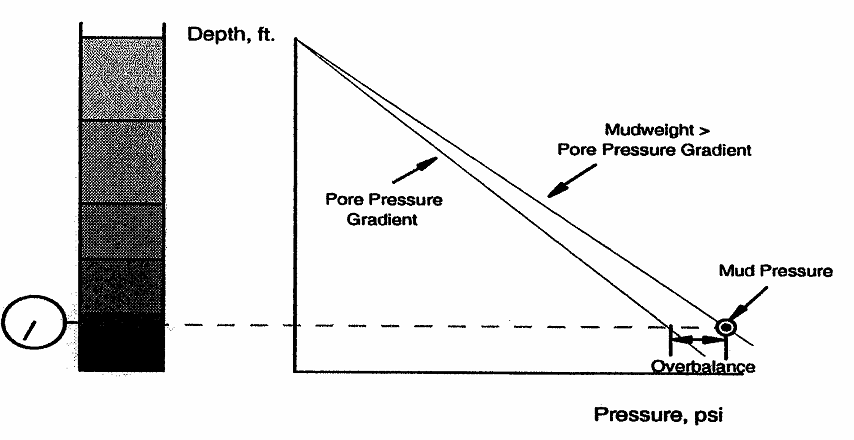 Depth, ft.
Mudweight >
Pore Pressure Gradient
Pore Pressure
Gradient
Mud Pressure
Overbalance
Pressure, psi